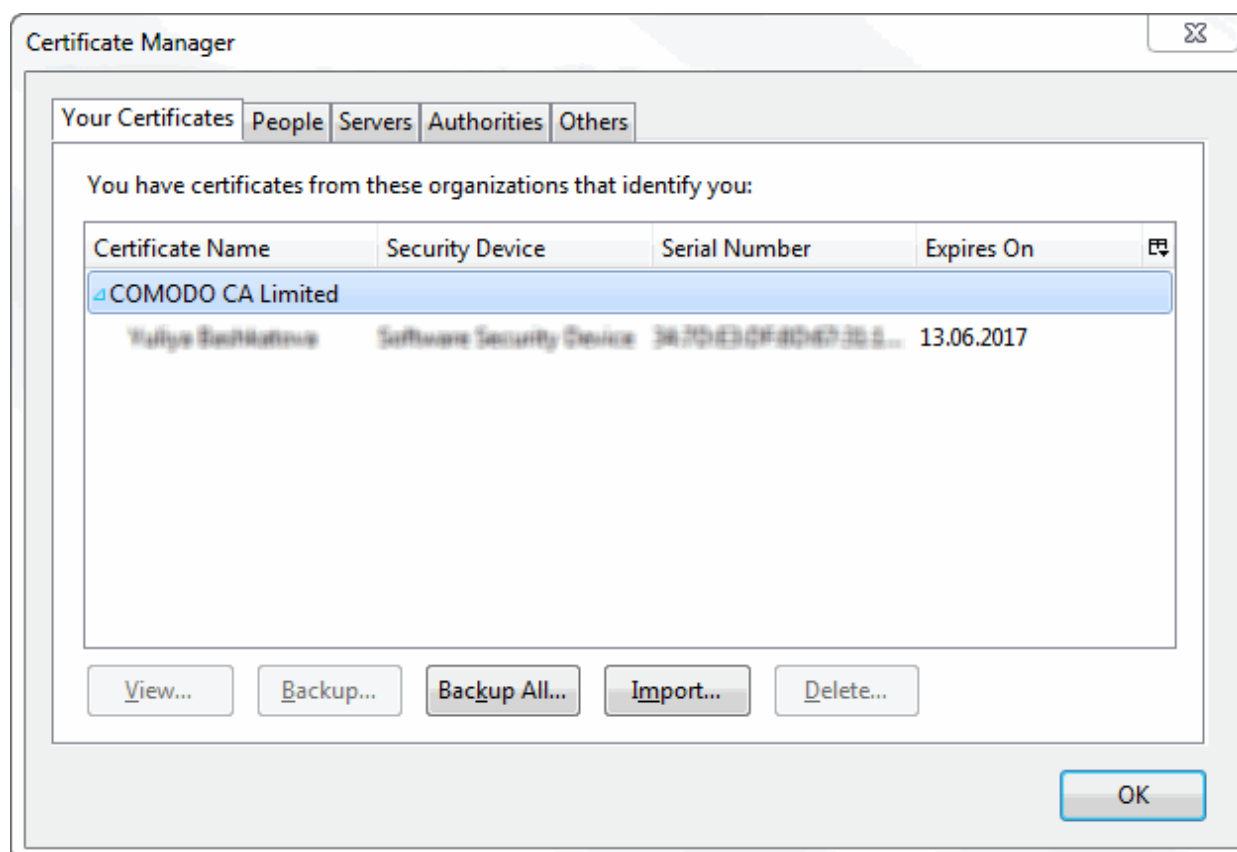 Certificate Manager
Your Certificates People Servers Authorities Others
You have certificates from these organizations that identify you:
Certificate Name Security Device Serial Number Expires On
COMODO CA Limited
13.06.2017
View... Backup... Backup All... Import... Delete...
OK